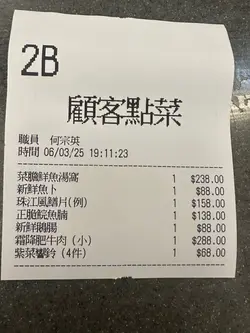 2B
顧客點菜
職員 何宗英
時間 06/03/25 19:11:23
菜膽鮮魚湯窩 1 $238.00
新鮮魚卜 1 $88.00
珠江風鱔片(例) 1 $158.00
正脆鯇魚腩 1 $138.00
新鮮鵝腸 1 $88.00
霜降肥牛肉(小) 1 $288.00
紫菜響鈴(4件) 1 $68.00